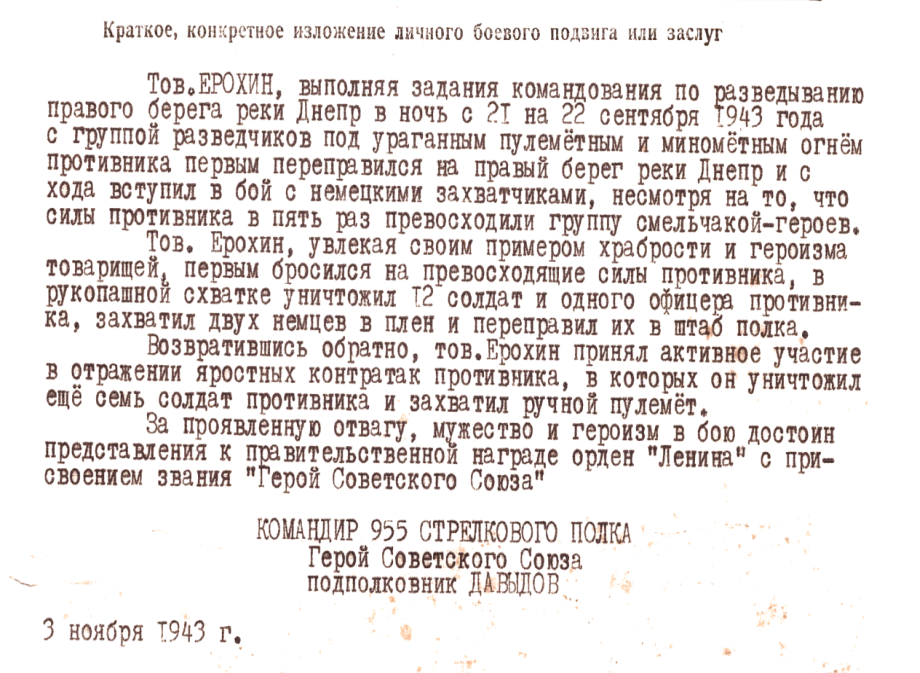 Краткое, конкретное изложение личного боевого подвига или заслуг
Тов.ЕРОХИН, выполняя задания командования по разведыванию
правого берега реки Днепр в ночь с 21 на 22 сентября 1943 года
с группой разведчиков под ураганным пулемётным и миномётным огнём
противника первым переправился на правый берег реки Днепр и с
хода вступил в бой с немецкими захватчиками, несмотря на то, что
силы противника в пять раз превосходили группу смельчакой-героев.
Тов. Ерохин, увлекая своим примером храбрости и героизма
товарищей, первым бросился на превосходящие силы противника, в
рукопашной схватке уничтожил 12 солдат и одного офицера противни-
ка, захватил двух немцев в плен и переправил их в штаб полка.
Возвратившись обратно, тов.Ерохин принял активное участие
в отражении яростных контратак противника, в которых он уничтожил
ещё семь солдат противника и захватил ручной пулемёт.
За проявленную отвагу, мужество и героизм в бою достоин
представления к правительственной награде орден "Ленина" с при-
своением звания "Герой Советского Союза"
КОМАНДИР 955 СТРЕЛКОВОГО ПОЛКА
Герой Советского Союза
подполковник ДАВЫДОВ
3 ноября 1943 г.